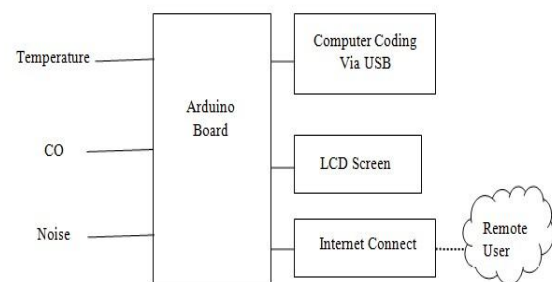 Temperature
CO
Noise
Arduino
Board
Computer Coding
Via USB
LCD Screen
Internet Connect
Remote
User